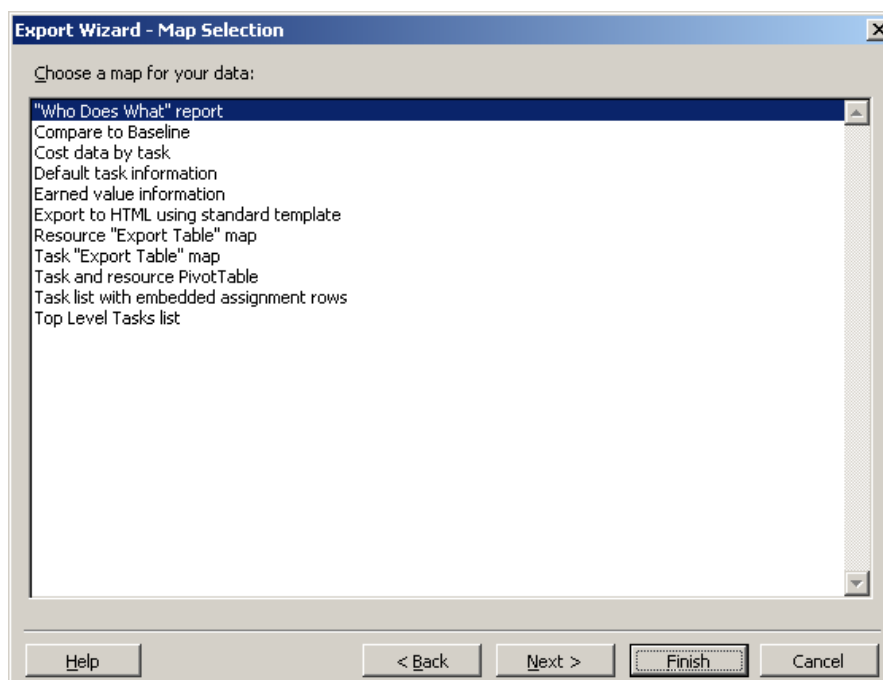 Export Wizard - Map Selection
Choose a map for your data:
"Who Does What" report
Compare to Baseline
Cost data by task
Default task information
Earned value information
Export to HTML using standard template
Resource "Export Table" map
Task "Export Table" map
Task and resource PivotTable
Task list with embedded assignment rows
Top Level Tasks list
Help
< Back
Next >
Finish
Cancel